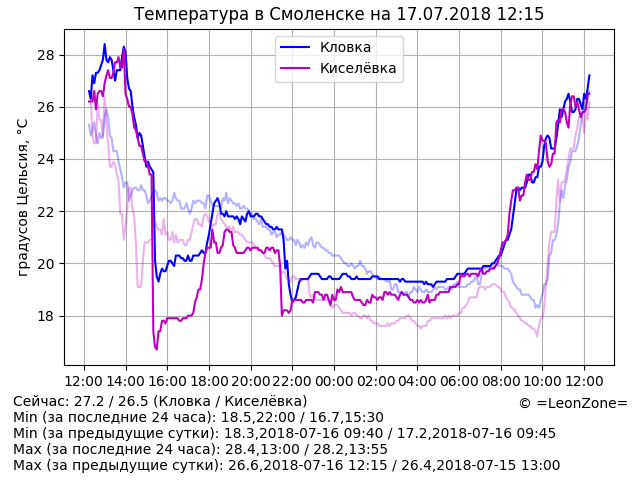 Температура в Смоленске на 17.07.2018 12:15
Кловка
Киселёвка
градусов Цельсия, °C
28
26
24
22
20
18
12:00 14:00 16:00 18:00 20:00 22:00 00:00 02:00 04:00 06:00 08:00 10:00 12:00
Сейчас: 27.2 / 26.5 (Кловка / Киселёвка)
© =LeonZone=
Min (за последние 24 часа): 18.5,22:00 / 16.7,15:30
Min (за предыдущие сутки): 18.3,2018-07-16 09:40 / 17.2,2018-07-16 09:45
Max (за последние 24 часа): 28.4,13:00 / 28.2,13:55
Max (за предыдущие сутки): 26.6,2018-07-16 12:15 / 26.4,2018-07-15 13:00